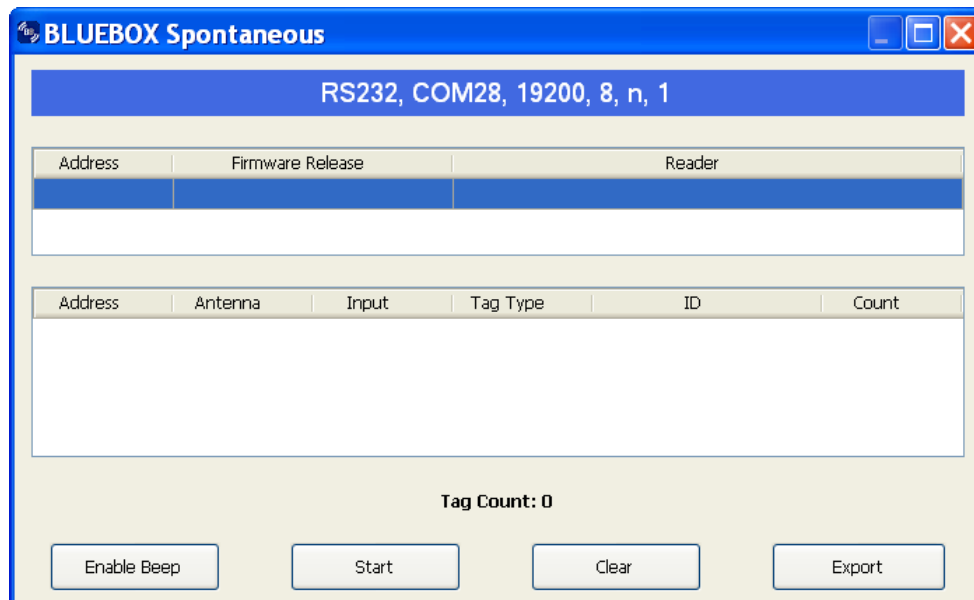 BLUEBOX Spontaneous
RS232, COM28, 19200, 8, n, 1
Address Firmware Release Reader
Address Antenna Input Tag Type ID Count
Tag Count: 0
Enable Beep Start Clear Export